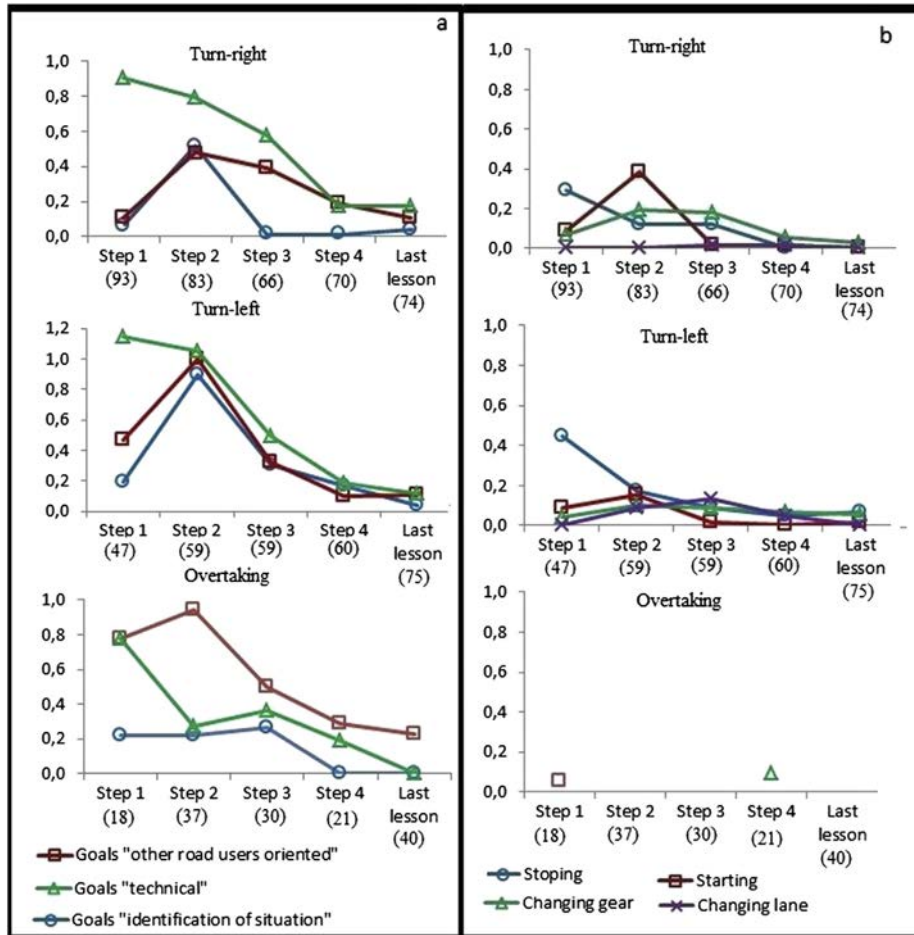 a
Turn-right
1,0
0,8
0,6
0,4
0,2
0,0
Step 1 Step 2 Step 3 Step 4 Last
lesson
(93) (83) (66) (70) (74)
Turn-left
1,2
1,0
0,8
0,6
0,4
0,2
0,0
Step 1 Step 2 Step 3 Step 4 Last
lesson
(47) (59) (59) (60) (75)
Overtaking
1,0
0,8
0,6
0,4
0,2
0,0
Step 1 Step 2 Step 3 Step 4 Last
lesson
(18) (37) (30) (21) (40)
Goals "other road users oriented"
Goals "technical"
Goals "identification of situation"
b
Turn-right
1,0
0,8
0,6
0,4
0,2
0,0
Step 1 Step 2 Step 3 Step 4 Last
lesson
(93) (83) (66) (70) (74)
Turn-left
1,0
0,8
0,6
0,4
0,2
0,0
Step 1 Step 2 Step 3 Step 4 Last
lesson
(47) (59) (59) (60) (75)
Overtaking
1,0
0,8
0,6
0,4
0,2
0,0
Step 1 Step 2 Step 3 Step 4 Last
lesson
(18) (37) (30) (21) (40)
Stoping Starting
Changing gear Changing lane